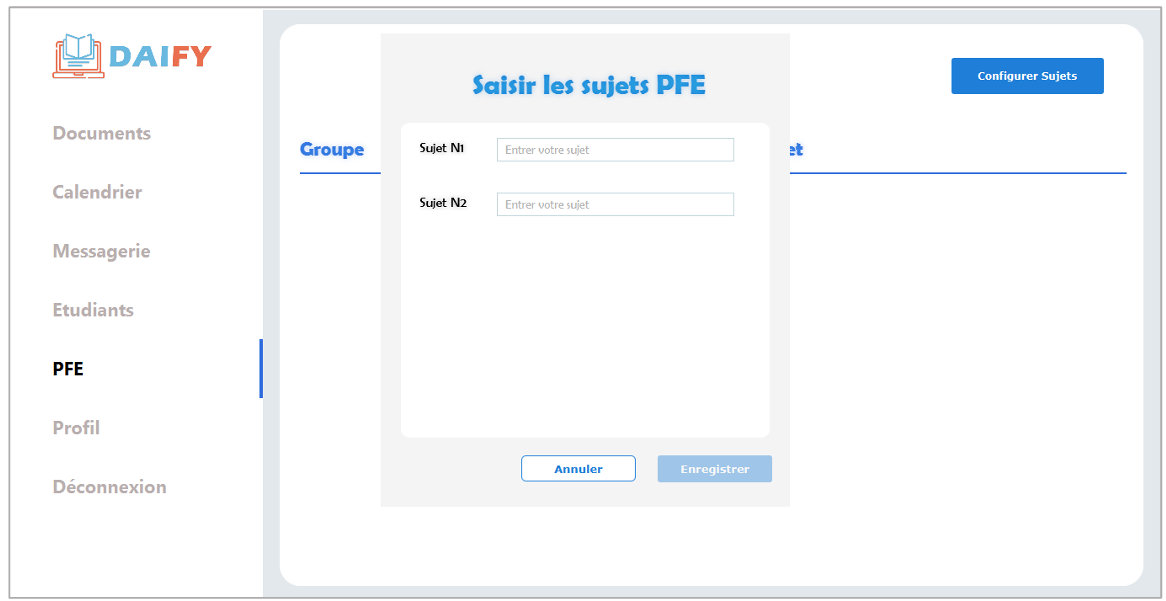 DAIFY
Documents
Calendrier
Messagerie
Etudiants
PFE
Profil
Déconnexion
Configurer Sujets
Groupe
et
Saisir les sujets PFE
Sujet N1
Entrer votre sujet
Sujet N2
Entrer votre sujet
Annuler
Enregistrer